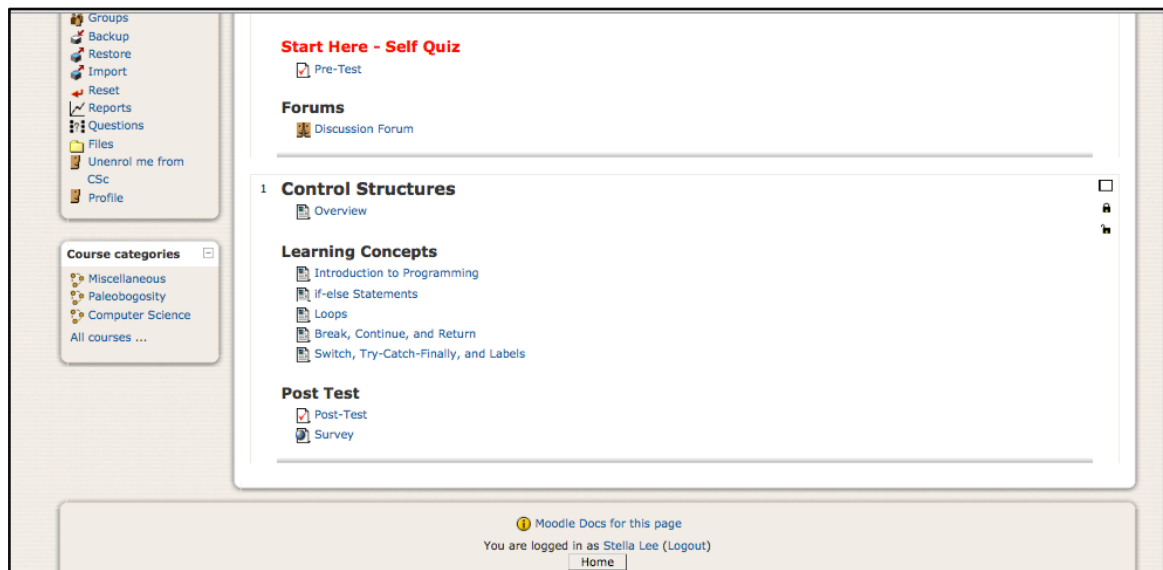 Groups
Backup
Restore
Import
Reset
Reports
Questions
Files
Unenrol me from
CSc
Profile
Course categories
Miscellaneous
Paleobogosity
Computer Science
All courses ...
Start Here - Self Quiz
Pre-Test
Forums
Discussion Forum
1 Control Structures
Overview
Learning Concepts
Introduction to Programming
if-else Statements
Loops
Break, Continue, and Return
Switch, Try-Catch-Finally, and Labels
Post Test
Post-Test
Survey
Moodle Docs for this page
You are logged in as Stella Lee (Logout)
Home